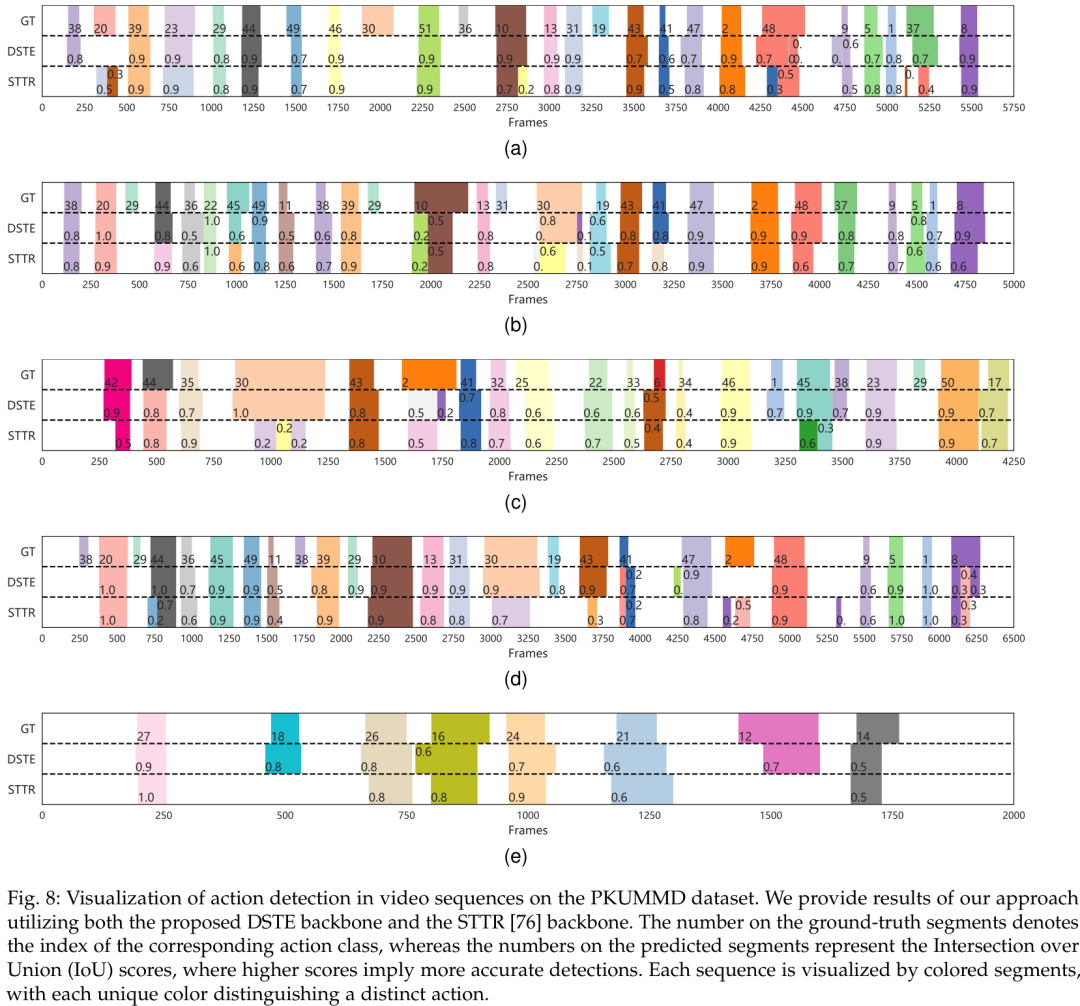 38 20 39 23 29 44 49 46 30 51 36 10 13 31 19 43 41 47 2 48 9 5 1 37 8
GT
0. 0.6
DSTE
0.8 0.9 0.9 0.8 0.9 0.7 0.9 0.9 0.9 0.9 0.9 0.9 0.6 0.7 0.9 0.7 0. 0.7 0.8 0.9 0.9
0.3 0.5 0.
STTR
0.5 0.9 0.9 0.8 0.9 0.7 0.9 0.9 0.7 0.2 0.8 0.9 0.9 0.5 0.8 0.8 0.3 0.5 0.8 0.8 0.4 0.9
0 250 500 750 1000 1250 1500 1750 2000 2250 2500 2750 3000 3250 3500 3750 4000 4250 4500 4750 5000 5250 5500 5750
Frames
(a)
GT
38 20 29 44 36 22 45 49 11 38 39 29 10 13 31 30 19 43 41 47 2 48 37 9 5 1 8
1.0 0.9 0.5 0.8 0.6 0.8
DSTE
0.8 1.0 0.8 0.5 1.0 0.5 0.6 0.8 0.2 0.8 0. 0.1 0.8 0.8 0.9 0.9 0.9 0.8 0.8 0.7 0.9
1.0 0.5 0.6 0.5 0.6
STTR
0.8 0.9 0.9 0.6 0.6 0.8 0.6 0.7 0.9 0.2 0.8 0. 0.1 0.7 0.8 0.9 0.9 0.8 0.7 0.7 0.6 0.6
0 250 500 750 1000 1250 1500 1750 2000 2250 2500 2750 3000 3250 3500 3750 4000 4250 4500 4750 5000
Frames
(b)
GT
42 44 35 30 43 2 41 32 25 22 33 6 34 46 1 45 38 23 29 50 17
0.7 0.5
DSTE
0.9 0.8 0.7 1.0 0.8 0.5 0.2 0.8 0.6 0.6 0.6 0.4 0.9 0.7 0.9 0.7 0.9 0.9 0.7
0.2 0.4 0.3
STTR
0.5 0.8 0.9 0.2 0.2 0.8 0.5 0.8 0.7 0.6 0.7 0.5 0.4 0.9 0.6 0.9 0.9 0.7
0 250 500 750 1000 1250 1500 1750 2000 2250 2500 2750 3000 3250 3500 3750 4000 4250
Frames
(c)
GT
38 20 29 44 36 45 49 11 38 39 29 10 13 31 30 19 43 41 47 2 48 9 5 1 8
0.2 0.9 0.4
DSTE
1.0 1.0 0.7 0.9 0.9 0.5 0.8 0.9 0.9 0.9 0.8 0.9 0.8 0.9 0.7 0. 0.9 0.6 0.9 1.0 0.3 0.3
0.7 0.2 0.5 0.3
STTR
1.0 0.2 0.6 0.9 0.9 0.4 0.9 0.9 0.8 0.8 0.7 0.3 0.7 0.8 0.2 0.9 0. 0.6 1.0 1.0 0.3
0 250 500 750 1000 1250 1500 1750 2000 2250 2500 2750 3000 3250 3500 3750 4000 4250 4500 4750 5000 5250 5500 5750 6000 6250 6500
Frames
(d)
GT
27 18 26 16 24 21 12 14
0.6
DSTE
0.9 0.8 0.8 0.7 0.6 0.7 0.5
STTR
1.0 0.8 0.8 0.9 0.6 0.5
0 250 500 750 1000 1250 1500 1750 2000
Frames
(e)
Fig. 8: Visualization of action detection in video sequences on the PKUMMD dataset. We provide results of our approach
utilizing both the proposed DSTE backbone and the STTR [76] backbone. The number on the ground-truth segments denotes
the index of the corresponding action class, whereas the numbers on the predicted segments represent the Intersection over
Union (IoU) scores, where higher scores imply more accurate detections. Each sequence is visualized by colored segments,
with each unique color distinguishing a distinct action.